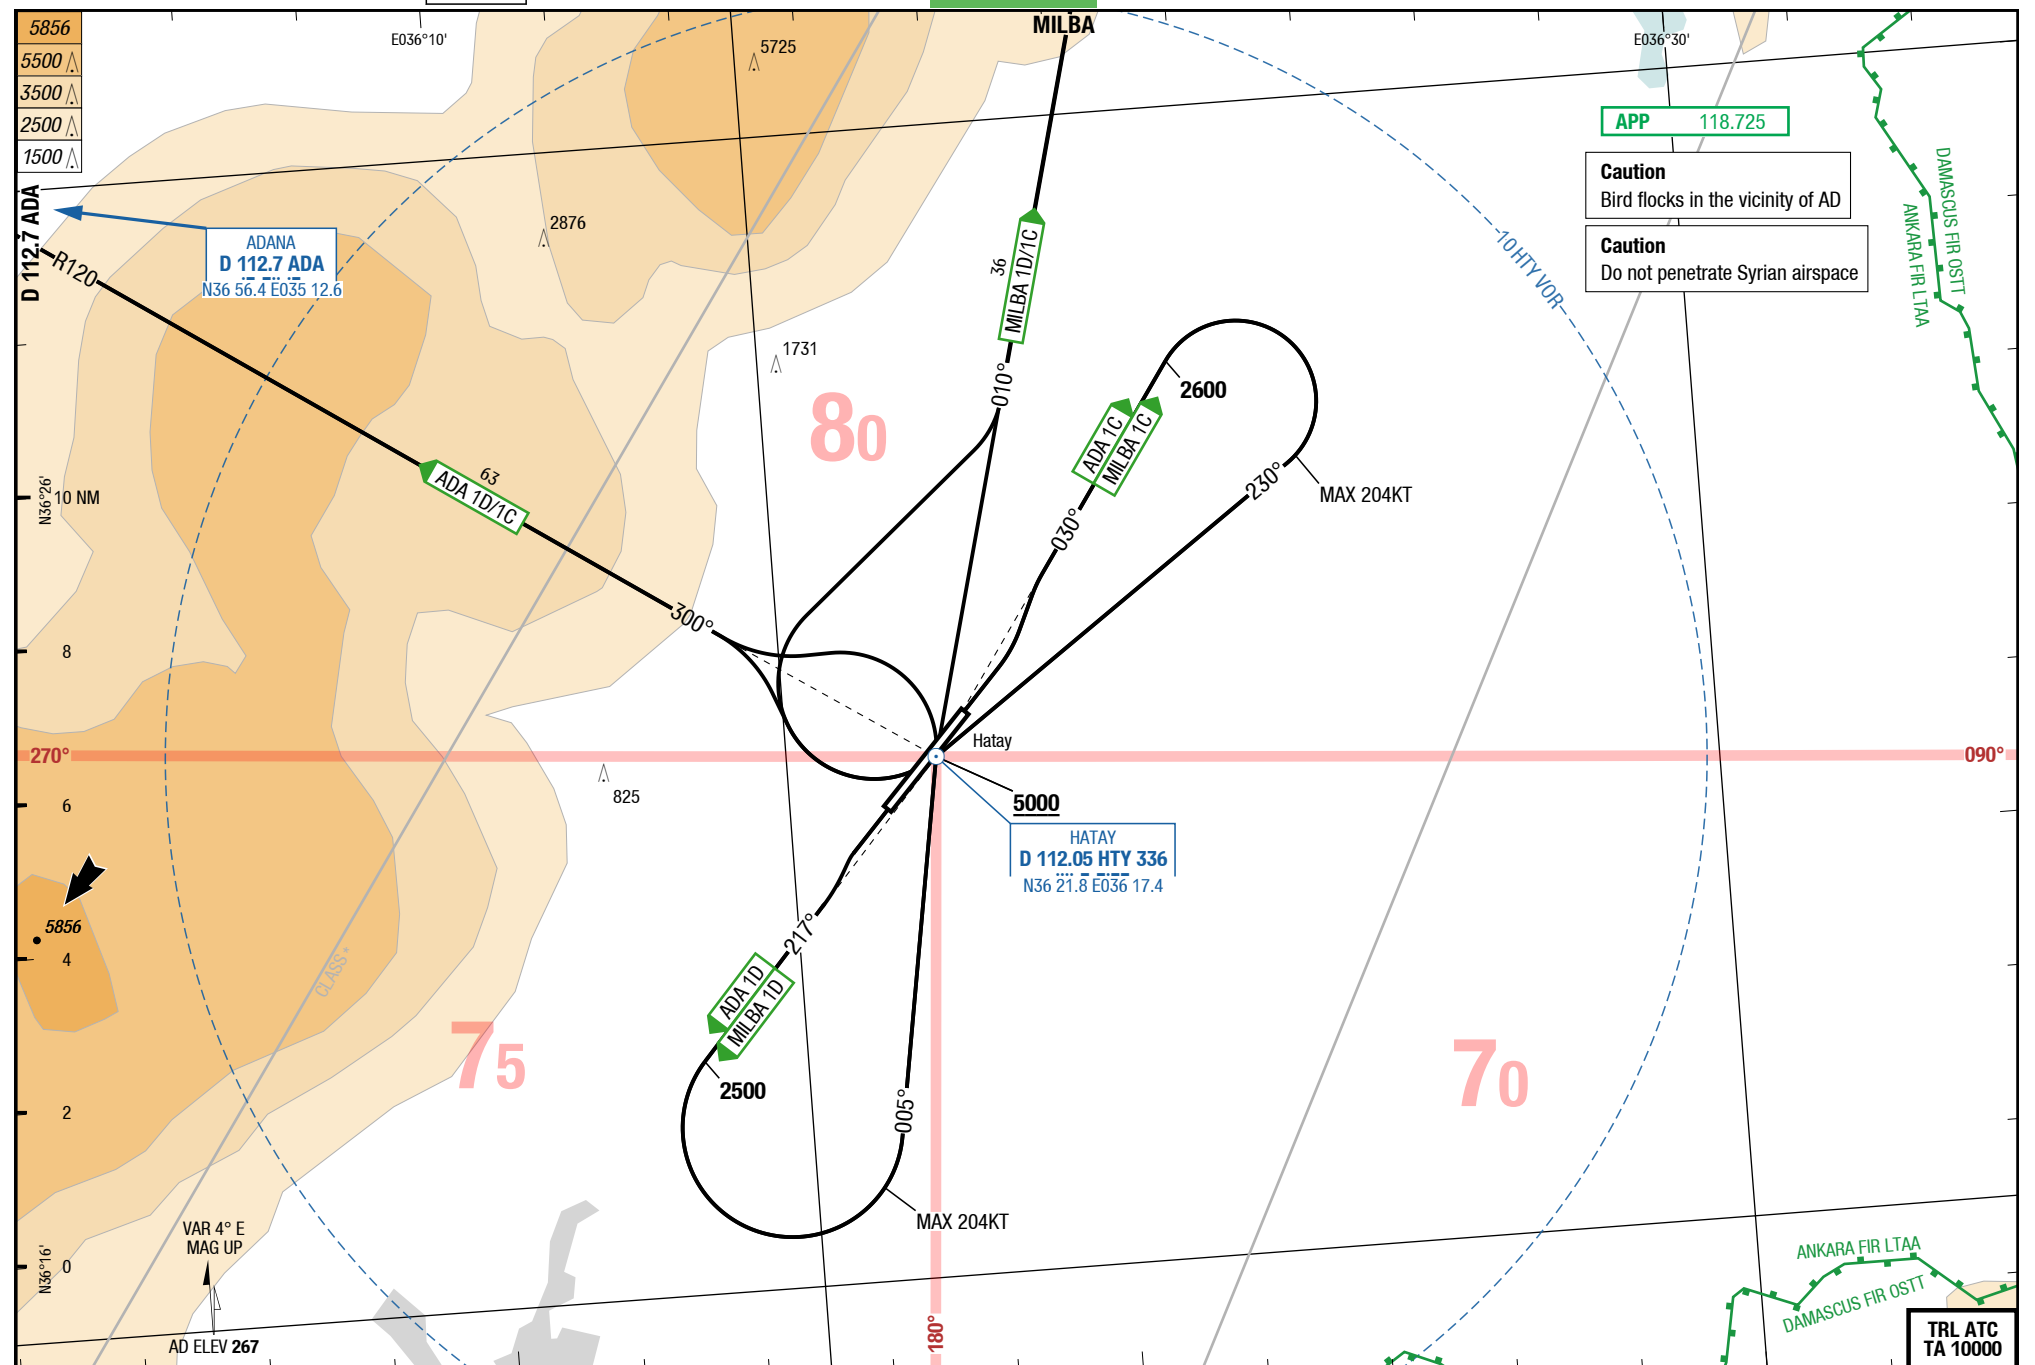 MILBA
5856
5500
3500
2500
1500
E036°10'
5725
E036°30'
APP 118.725
Caution
Bird flocks in the vicinity of AD
Caution
Do not penetrate Syrian airspace
DAMASCUS FIR OSTT
ANKARA FIR LTAA
D 112.7 ADA
R120
ADANA
D 112.7 ADA
N36 56.4 E035 12.6
2876
36
MILBA 1D/1C
10 HTY VOR
1731
010°
80
2600
ADA 1C
MILBA 1C
63
ADA 1D/1C
230°
MAX 204KT
N36°26'
10 NM
030°
300°
8
Hatay
270°
090°
825
6
5000
HATAY
D 112.05 HTY 336
N36 21.8 E036 17.4
5856
4
CLASS *
217°
ADA 1D
MILBA 1D
75
70
2500
005°
2
MAX 204KT
VAR 4° E
MAG UP
N36°16'
0
AD ELEV 267
180°
ANKARA FIR LTAA
DAMASCUS FIR OSTT
TRL ATC
TA 10000